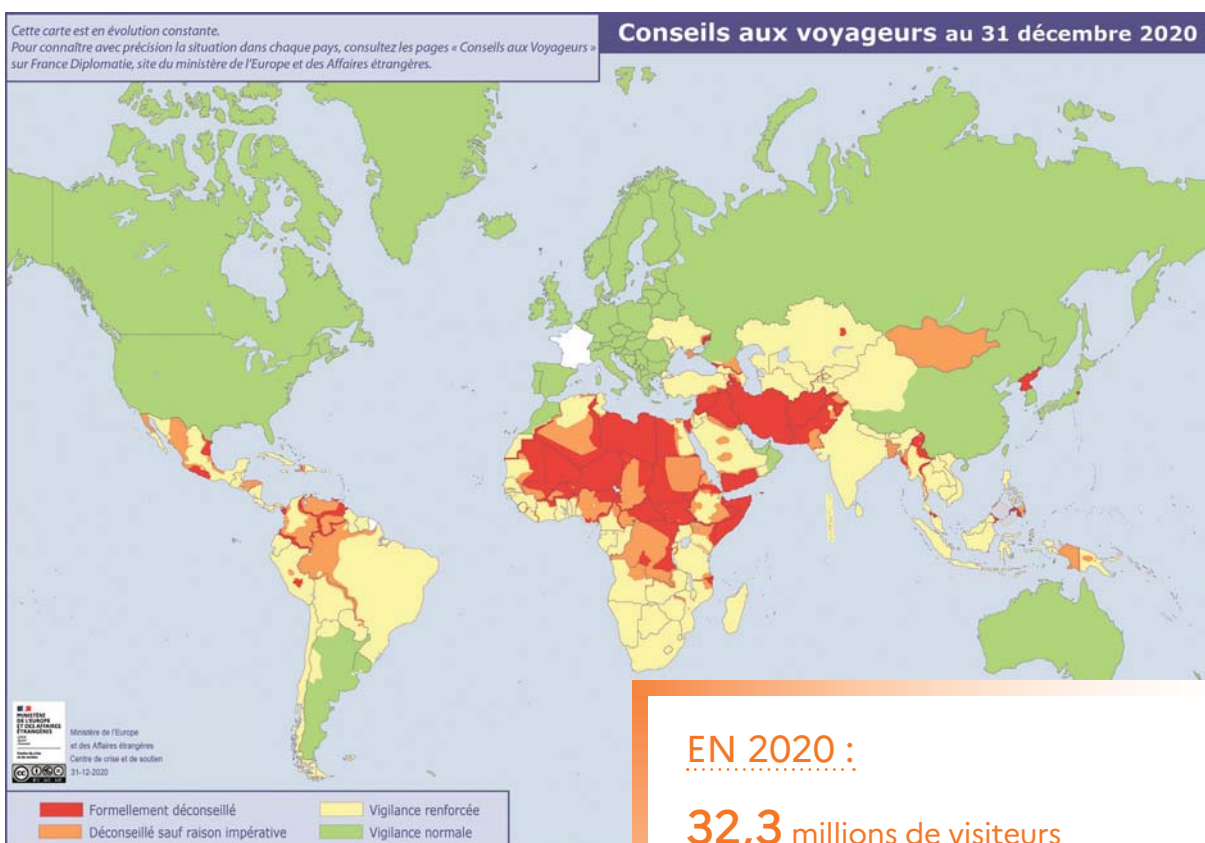 Cette carte est en évolution constante.
Pour connaître avec précision la situation dans chaque pays, consultez les pages « Conseils aux Voyageurs »
sur France Diplomatie, site du ministère de l'Europe et des Affaires étrangères.
Conseils aux voyageurs au 31 décembre 2020
MINISTÈRE
DE L'EUROPE
ET DES AFFAIRES
ÉTRANGÈRES
Ministère de l'Europe
et des Affaires étrangères
Centre de crise et de soutien
31-12-2020
Formellement déconseillé
Déconseillé sauf raison impérative
Vigilance renforcée
Vigilance normale
EN 2020 :
32,3 millions de visiteurs